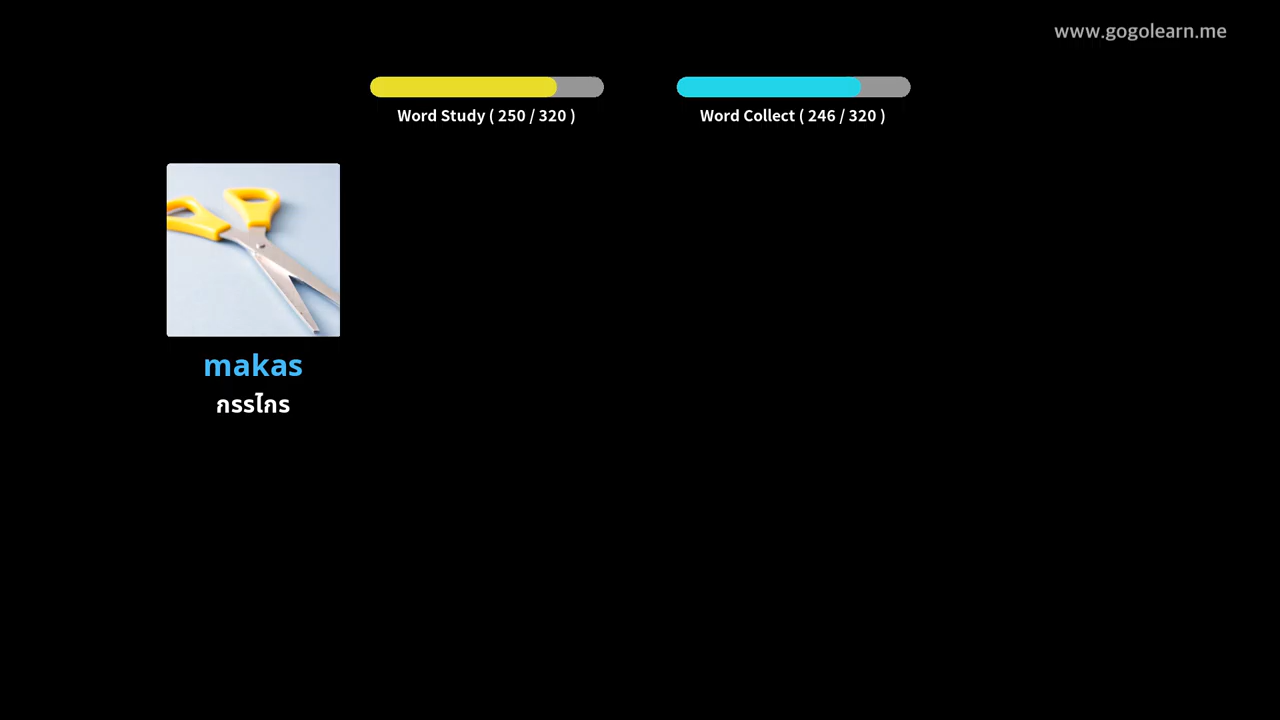 www.gogolearn.me
Word Study ( 250 / 320 )
Word Collect ( 246 / 320 )
makas
กรรไกร